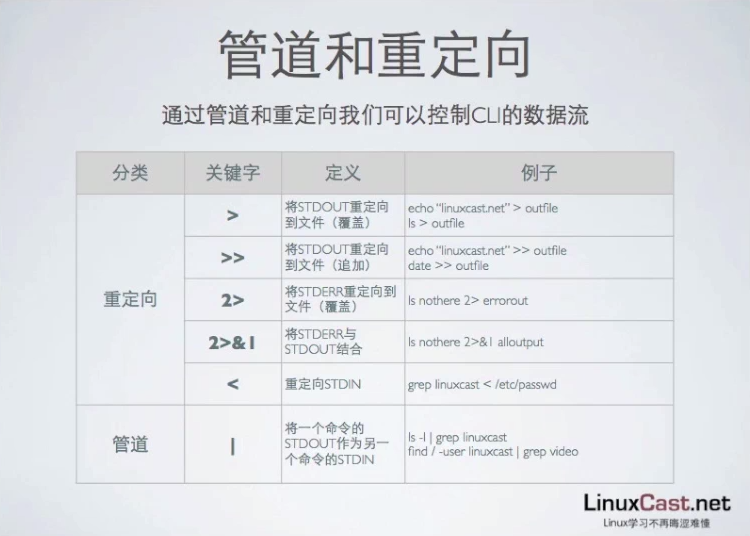 管道和重定向
通过管道和重定向我们可以控制CLI的数据流
分类 关键字 定义 例子
重定向
> 将STDOUT重定向 echo “linuxcast.net” > outfile
到文件（覆盖） ls > outfile
>> 将STDOUT重定向 echo “linuxcast.net” >> outfile
到文件（追加） date >> outfile
2> 将STDERR重定向到 ls nothere 2> errorout
文件（覆盖）
2>&1 将STDERR与 ls nothere 2>&1 alloutput
STDOUT结合
< 重定向STDIN grep linuxcast < /etc/passwd
管道 | 将一个命令的
STDOUT作为另一 ls -l | grep linuxcast
个命令的STDIN find / -user linuxcast | grep video
LinuxCast.net
Linux学习不再晦涩难懂